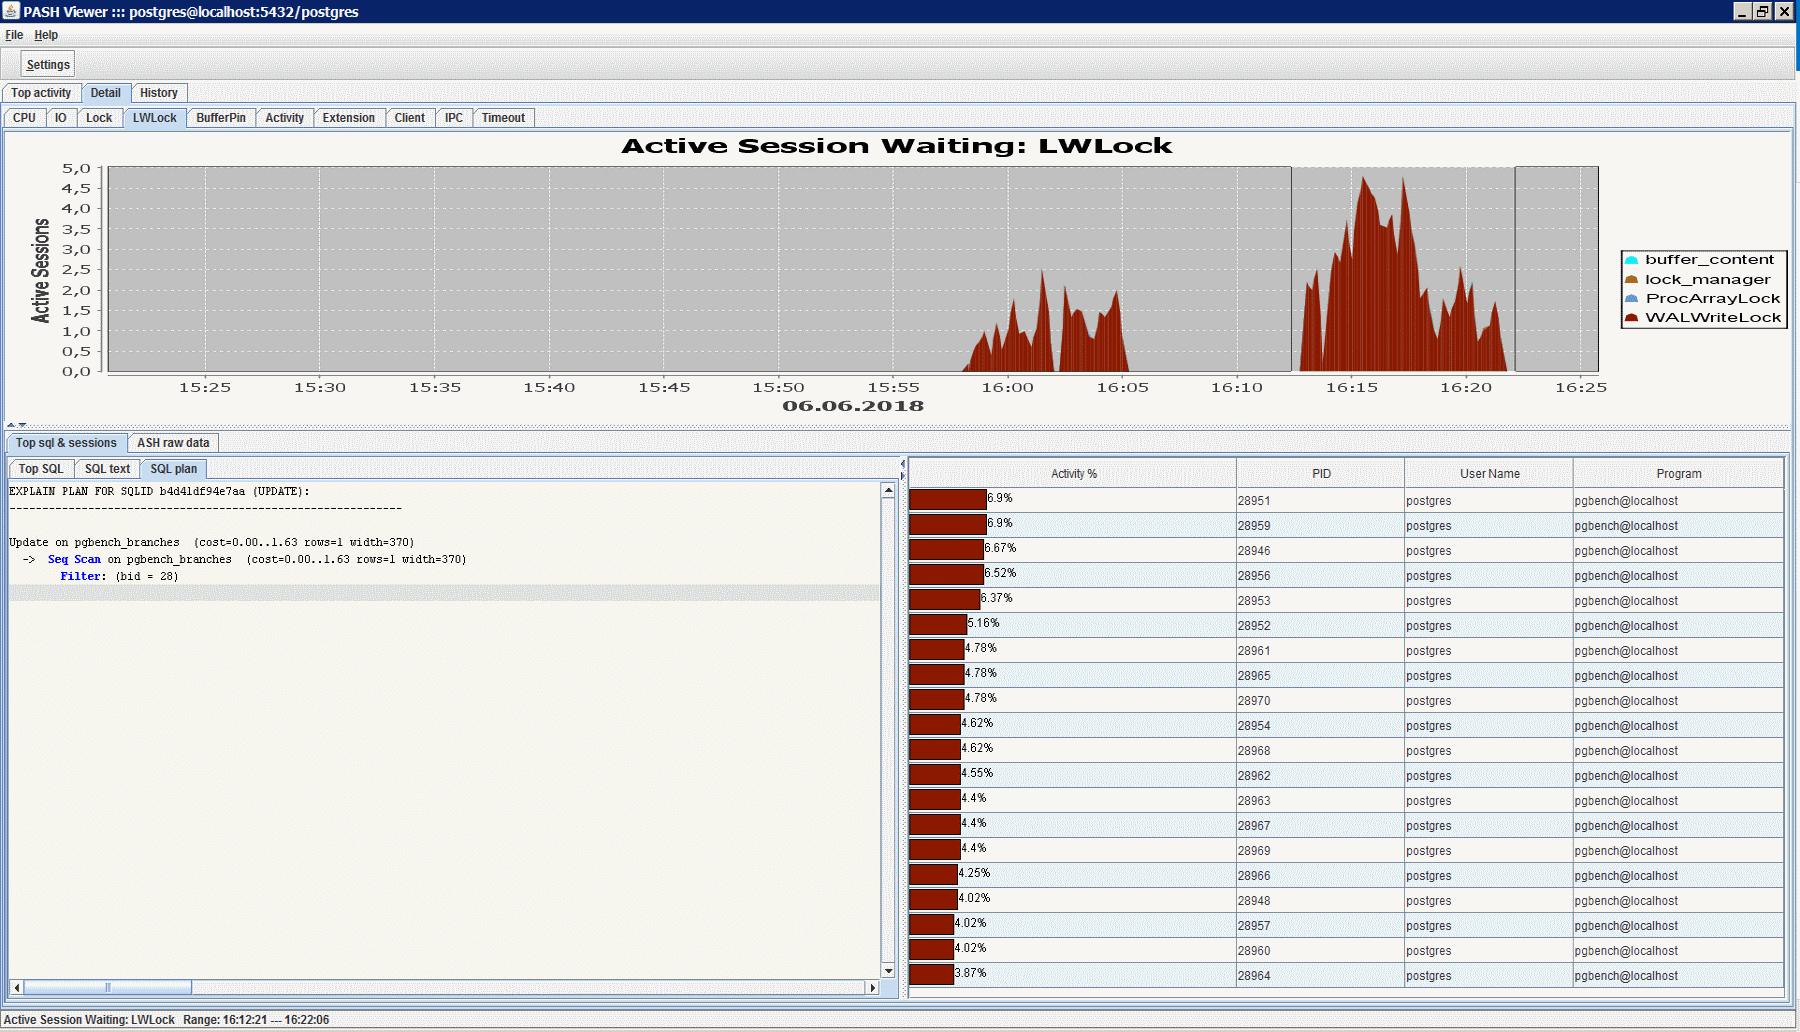 PASH Viewer ::: postgres@localhost:5432/postgres
File Help
Settings
Top activity Detail History
CPU IO Lock LWLock BufferPin Activity Extension Client IPC Timeout
Active Session Waiting: LWLock
Active Sessions
5,0
4,5
4,0
3,5
3,0
2,5
2,0
1,5
1,0
0,5
0,0
15:25 15:30 15:35 15:40 15:45 15:50 15:55 16:00 16:05 16:10 16:15 16:20 16:25
06.06.2018
buffer_content
lock_manager
ProcArrayLock
WALWriteLock
Top sql & sessions ASH raw data
Top SQL SQL text SQL plan
EXPLAIN PLAN FOR SQLID b4d41df94e7aa (UPDATE):
------------------------------------------------------------
Update on pgbench_branches (cost=0.00..1.63 rows=1 width=370)
-> Seq Scan on pgbench_branches (cost=0.00..1.63 rows=1 width=370)
Filter: (bid = 28)
Activity % PID User Name Program
6.9% 28951 postgres pgbench@localhost
6.9% 28959 postgres pgbench@localhost
6.67% 28946 postgres pgbench@localhost
6.52% 28956 postgres pgbench@localhost
6.37% 28953 postgres pgbench@localhost
5.16% 28952 postgres pgbench@localhost
4.78% 28961 postgres pgbench@localhost
4.78% 28965 postgres pgbench@localhost
4.78% 28970 postgres pgbench@localhost
4.62% 28954 postgres pgbench@localhost
4.62% 28968 postgres pgbench@localhost
4.55% 28962 postgres pgbench@localhost
4.4% 28963 postgres pgbench@localhost
4.4% 28967 postgres pgbench@localhost
4.4% 28969 postgres pgbench@localhost
4.25% 28966 postgres pgbench@localhost
4.02% 28948 postgres pgbench@localhost
4.02% 28957 postgres pgbench@localhost
4.02% 28960 postgres pgbench@localhost
3.87% 28964 postgres pgbench@localhost
Active Session Waiting: LWLock Range: 16:12:21 --- 16:22:06